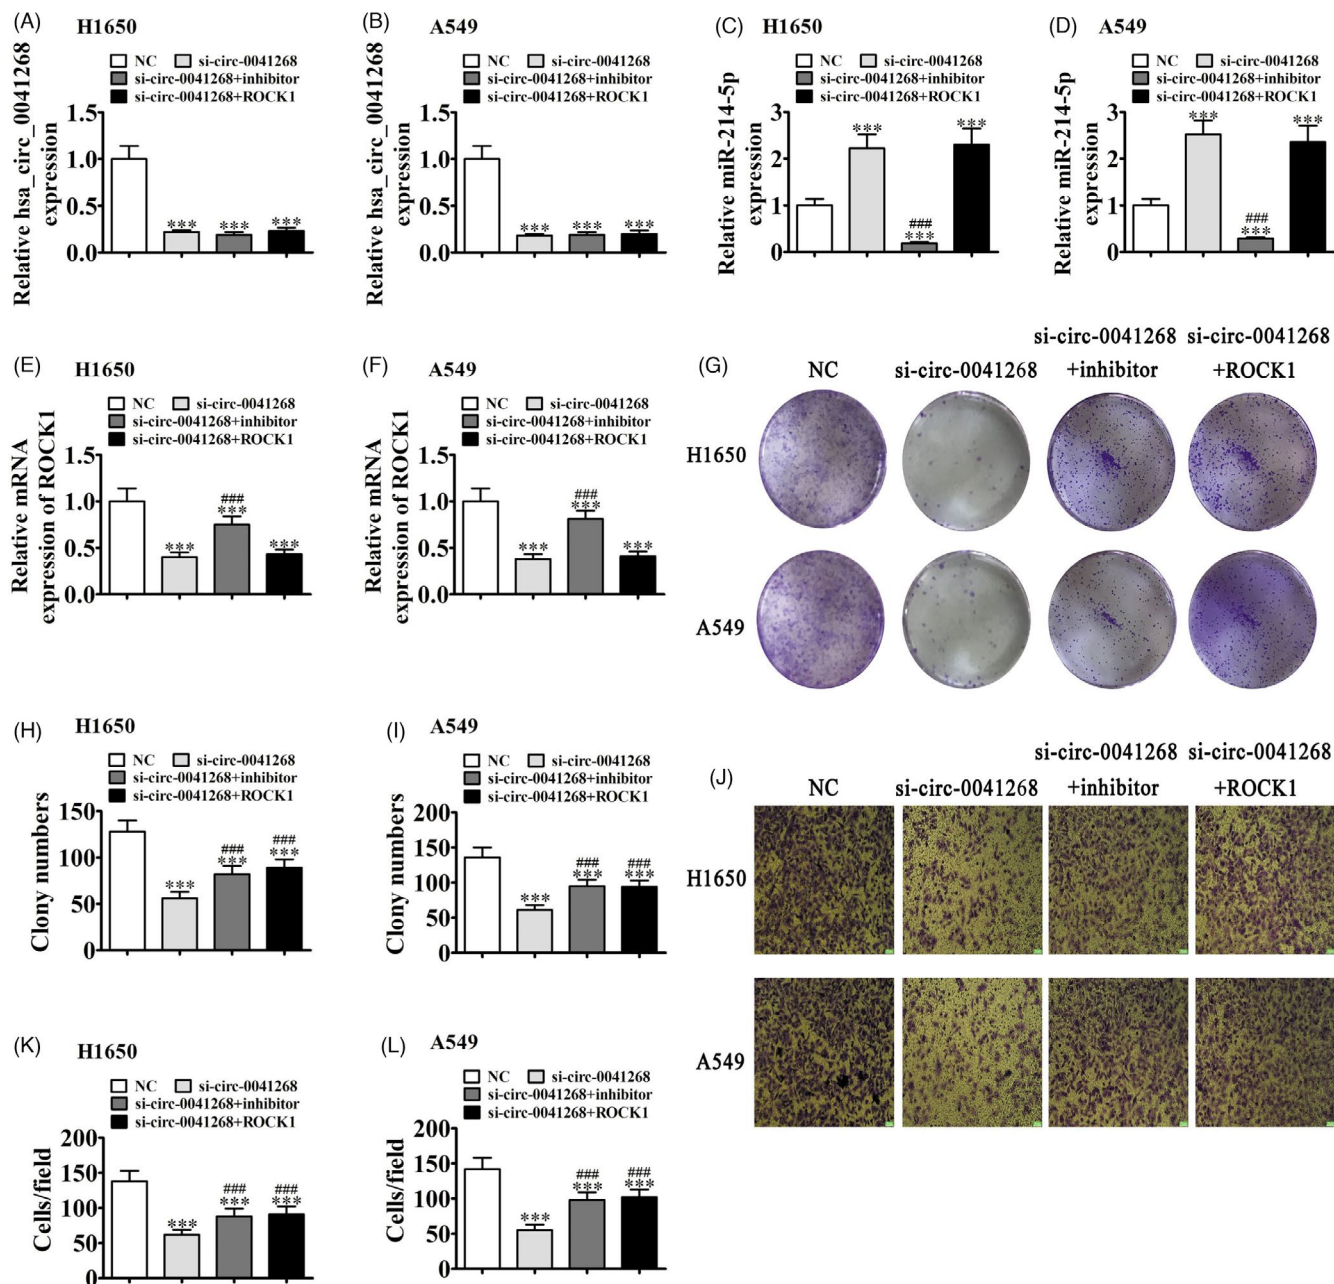 (A)
H1650
NC si-circ-0041268
si-circ-0041268+inhibitor
si-circ-0041268+ROCK1
Relative hsa_circ_0041268
expression
1.5
1.0
0.5
0.0
***
***
***
(B)
A549
NC si-circ-0041268
si-circ-0041268+inhibitor
si-circ-0041268+ROCK1
Relative hsa_circ_0041268
expression
1.5
1.0
0.5
0.0
***
***
***
(C)
H1650
NC si-circ-0041268
si-circ-0041268+inhibitor
si-circ-0041268+ROCK1
Relative miR-214-5p
expression
3
2
1
0
***
###
***
***
(D)
A549
NC si-circ-0041268
si-circ-0041268+inhibitor
si-circ-0041268+ROCK1
Relative miR-214-5p
expression
3
2
1
0
***
###
***
***
(E)
H1650
NC si-circ-0041268
si-circ-0041268+inhibitor
si-circ-0041268+ROCK1
Relative mRNA
expression of ROCK1
1.5
1.0
0.5
0.0
***
###
***
***
(F)
A549
NC si-circ-0041268
si-circ-0041268+inhibitor
si-circ-0041268+ROCK1
Relative mRNA
expression of ROCK1
1.5
1.0
0.5
0.0
***
###
***
***
(G)
NC
si-circ-0041268
si-circ-0041268
+inhibitor
si-circ-0041268
+ROCK1
H1650
A549
(H)
H1650
NC si-circ-0041268
si-circ-0041268+inhibitor
si-circ-0041268+ROCK1
Clony numbers
150
100
50
0
***
###
***
###
***
(I)
A549
NC si-circ-0041268
si-circ-0041268+inhibitor
si-circ-0041268+ROCK1
Clony numbers
200
150
100
50
0
***
###
***
###
***
(J)
NC
si-circ-0041268
si-circ-0041268
+inhibitor
si-circ-0041268
+ROCK1
H1650
A549
(K)
H1650
NC si-circ-0041268
si-circ-0041268+inhibitor
si-circ-0041268+ROCK1
Cells/field
200
150
100
50
0
***
###
***
###
***
(L)
A549
NC si-circ-0041268
si-circ-0041268+inhibitor
si-circ-0041268+ROCK1
Cells/field
200
150
100
50
0
***
###
***
###
***